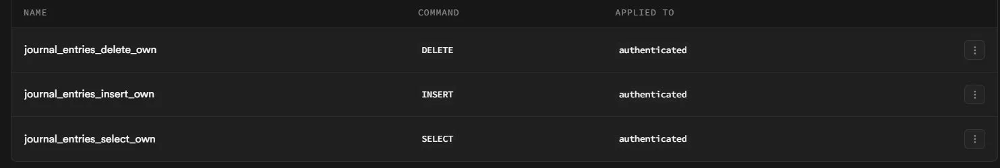 NAME COMMAND APPLIED TO
journal_entries_delete_own DELETE authenticated
journal_entries_insert_own INSERT authenticated
journal_entries_select_own SELECT authenticated